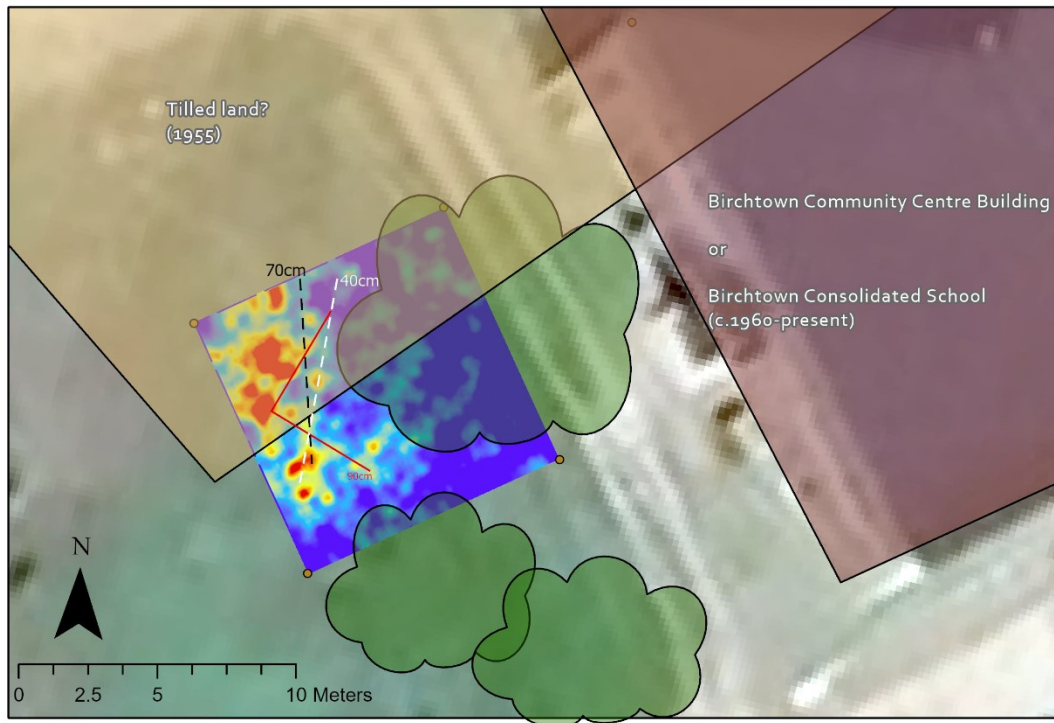 Tilled land?
(1955)
Birchtown Community Centre Building
or
Birchtown Consolidated School
(c.1960-present)
70cm
40cm
90cm
N
0 2.5 5 10 Meters